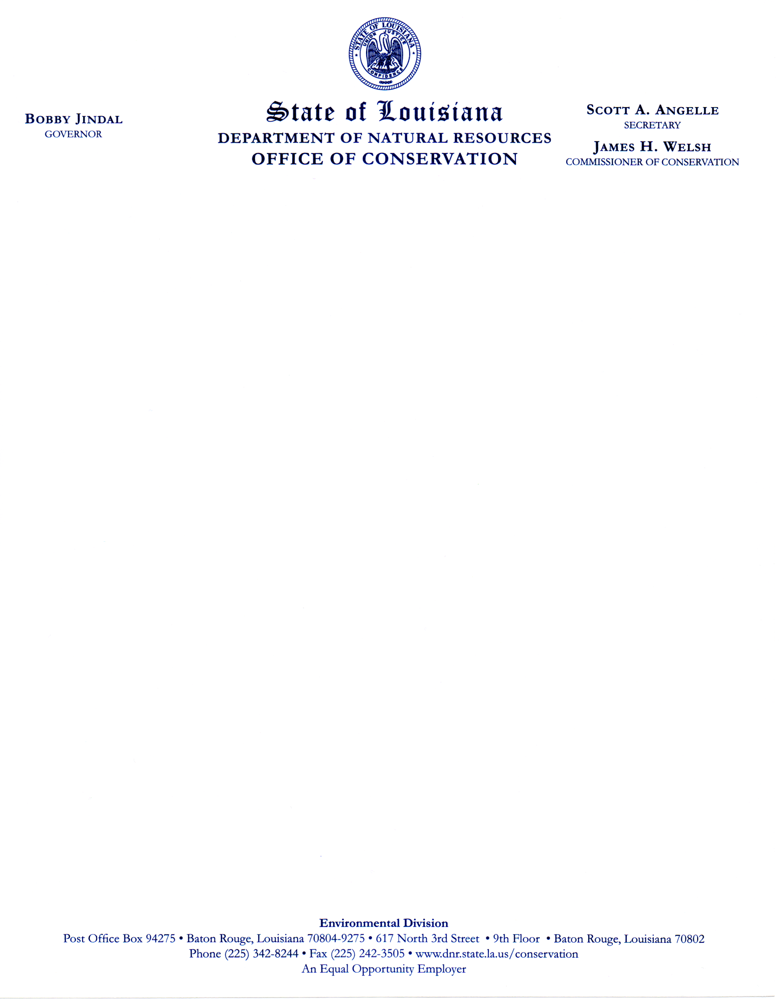 STATE OF LOUISIANA
UNION JUSTICE
CONFIDENCE
State of Louisiana
DEPARTMENT OF NATURAL RESOURCES
OFFICE OF CONSERVATION
BOBBY JINDAL
GOVERNOR
SCOTT A. ANGELLE
SECRETARY
JAMES H. WELSH
COMMISSIONER OF CONSERVATION
Environmental Division
Post Office Box 94275 • Baton Rouge, Louisiana 70804-9275 • 617 North 3rd Street • 9th Floor • Baton Rouge, Louisiana 70802
Phone (225) 342-8244 • Fax (225) 242-3505 • www.dnr.state.la.us/conservation
An Equal Opportunity Employer